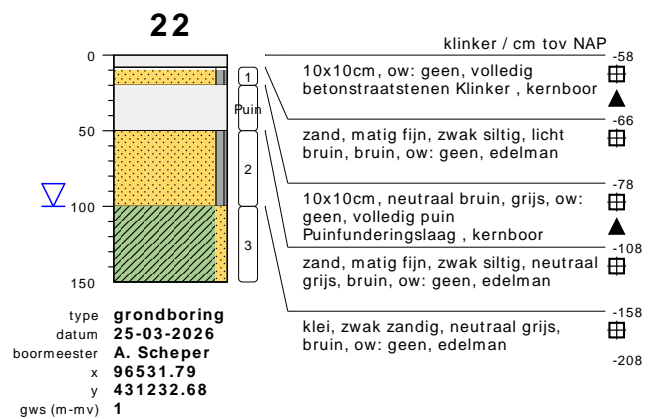 22
klinker / cm tov NAP
0
-58
10x10cm, ow: geen, volledig
betonstraatstenen Klinker , kernboor
1
Puin
-66
zand, matig fijn, zwak siltig, licht
bruin, bruin, ow: geen, edelman
50
2
-78
10x10cm, neutraal bruin, grijs, ow:
geen, volledig puin
Puinfunderingslaag , kernboor
100
-108
zand, matig fijn, zwak siltig, neutraal
grijs, bruin, ow: geen, edelman
3
150
-158
klei, zwak zandig, neutraal grijs,
bruin, ow: geen, edelman
-208
type grondboring
datum 25-03-2026
boormeester A. Scheper
x 96531.79
y 431232.68
gws (m-mv) 1